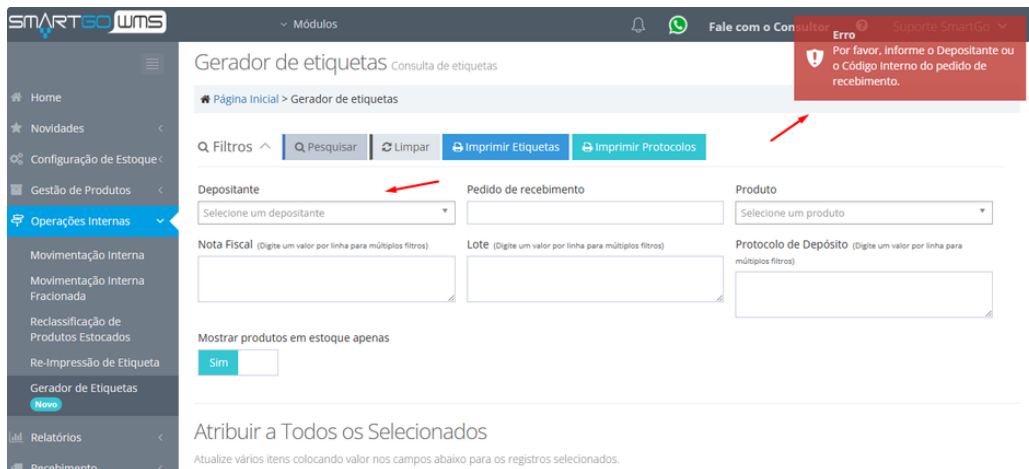 SMARTGO WMS
Módulos
Fale com o Consultor
Suporte SmartGo
Erro
Por favor, informe o Depositante ou
o Código Interno do pedido de
recebimento.
Home
Novidades
Configuração de Estoque
Gestão de Produtos
Operações Internas
Movimentação Interna
Movimentação Interna
Fracionada
Reclassificação de
Produtos Estocados
Re-Impressão de Etiqueta
Gerador de Etiquetas
Novo
Relatórios
Recebimento
Gerador de etiquetas Consulta de etiquetas
Página Inicial > Gerador de etiquetas
Filtros
Pesquisar
Limpar
Imprimir Etiquetas
Imprimir Protocolos
Depositante
Selecione um depositante
Pedido de recebimento
Produto
Selecione um produto
Nota Fiscal (Digite um valor por linha para múltiplos filtros)
Lote (Digite um valor por linha para múltiplos filtros)
Protocolo de Depósito (Digite um valor por linha para
múltiplos filtros)
Mostrar produtos em estoque apenas
Sim
Atribuir a Todos os Selecionados
Atualize vários itens colocando valor nos campos abaixo para os registros selecionados.